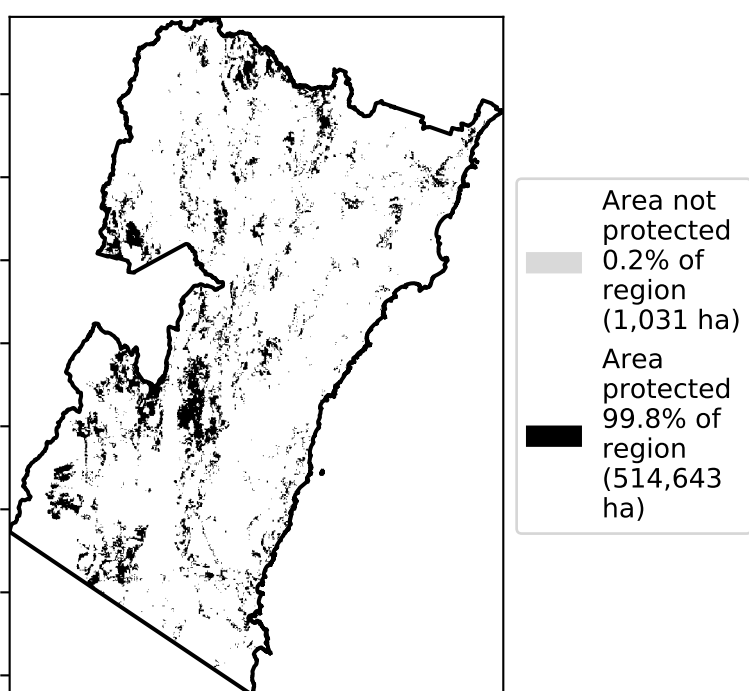 Area not
protected
0.2% of
region
(1,031 ha)
Area
protected
99.8% of
region
(514,643
ha)